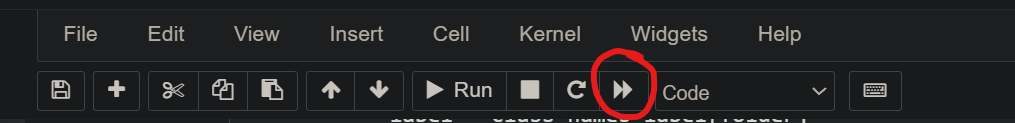 File Edit View Insert Cell Kernel Widgets Help
Run Code